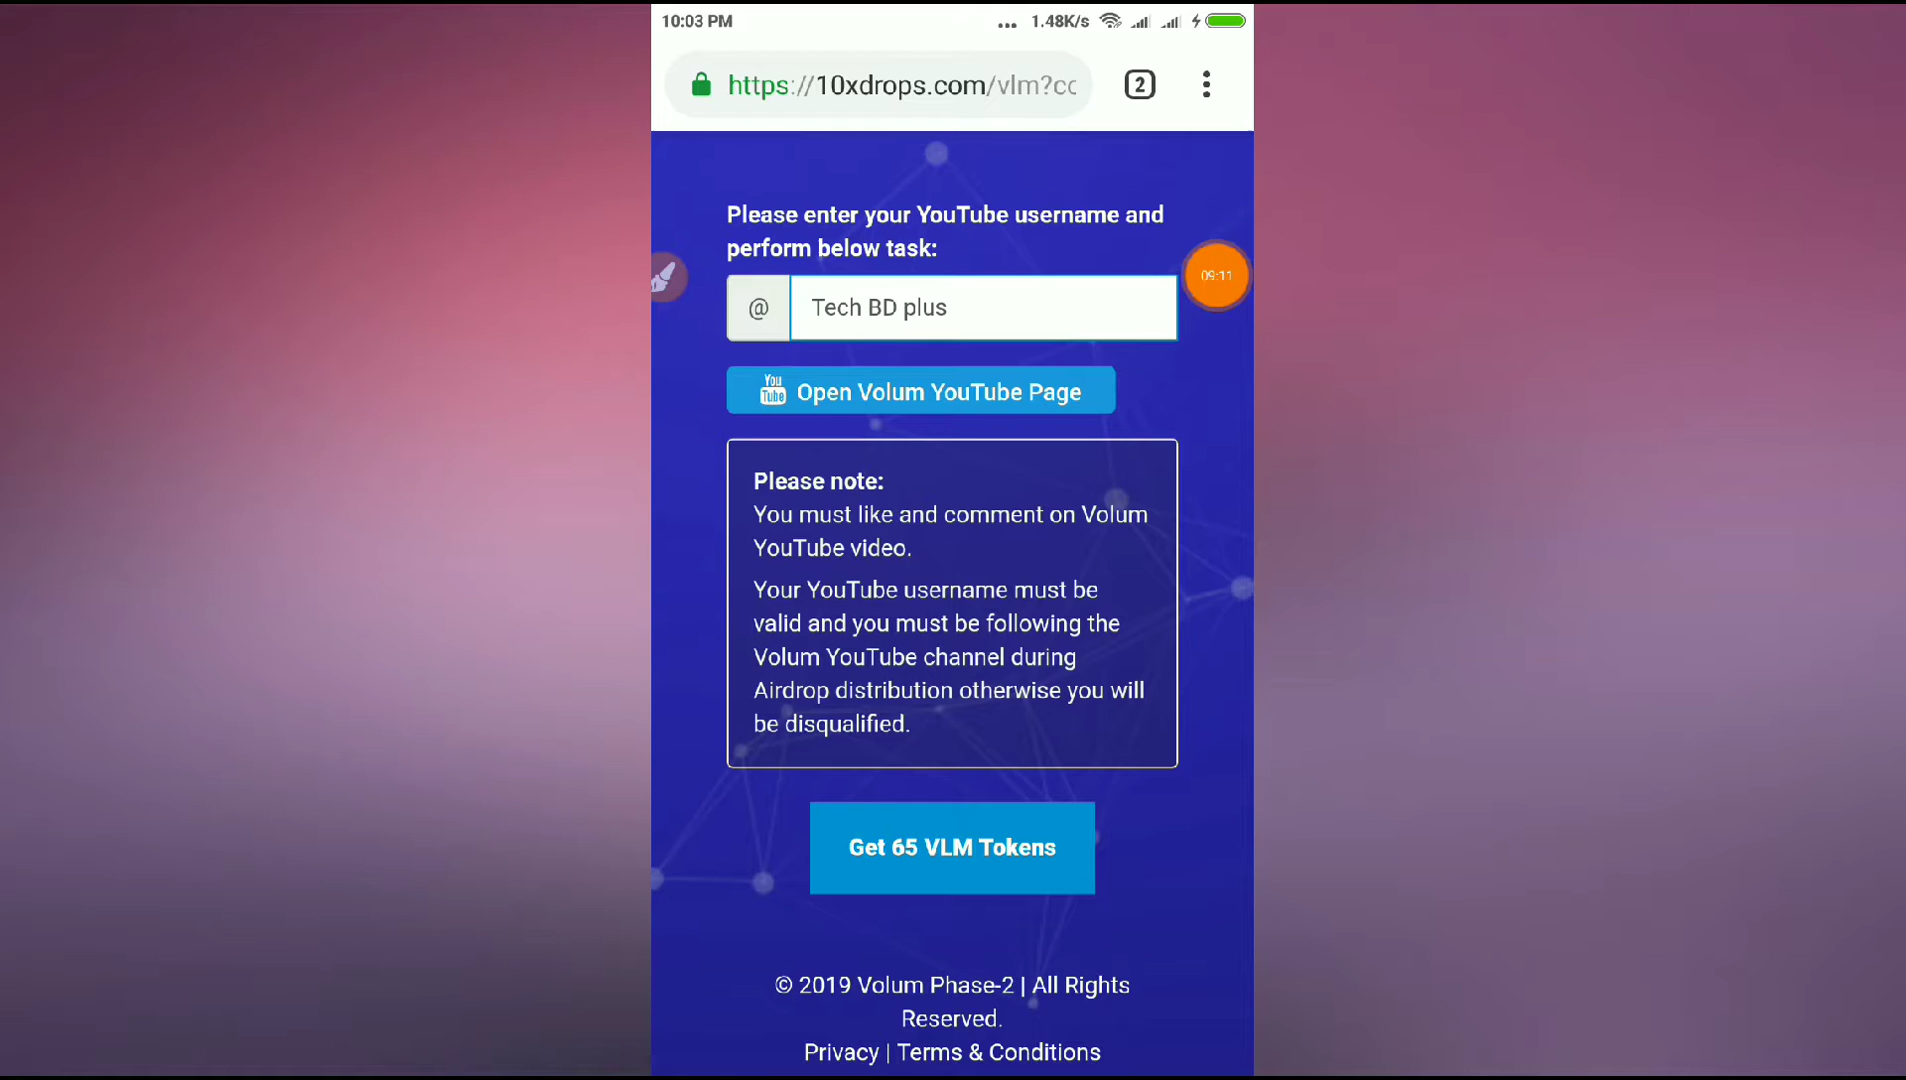 10:03 PM
... 1.48K/s
https://10xdrops.com/vlm?cc
2
Please enter your YouTube username and
perform below task:
09:11
@ Tech BD plus
You Tube Open Volum YouTube Page
Please note:
You must like and comment on Volum
YouTube video.
Your YouTube username must be
valid and you must be following the
Volum YouTube channel during
Airdrop distribution otherwise you will
be disqualified.
Get 65 VLM Tokens
© 2019 Volum Phase-2 | All Rights
Reserved.
Privacy | Terms & Conditions